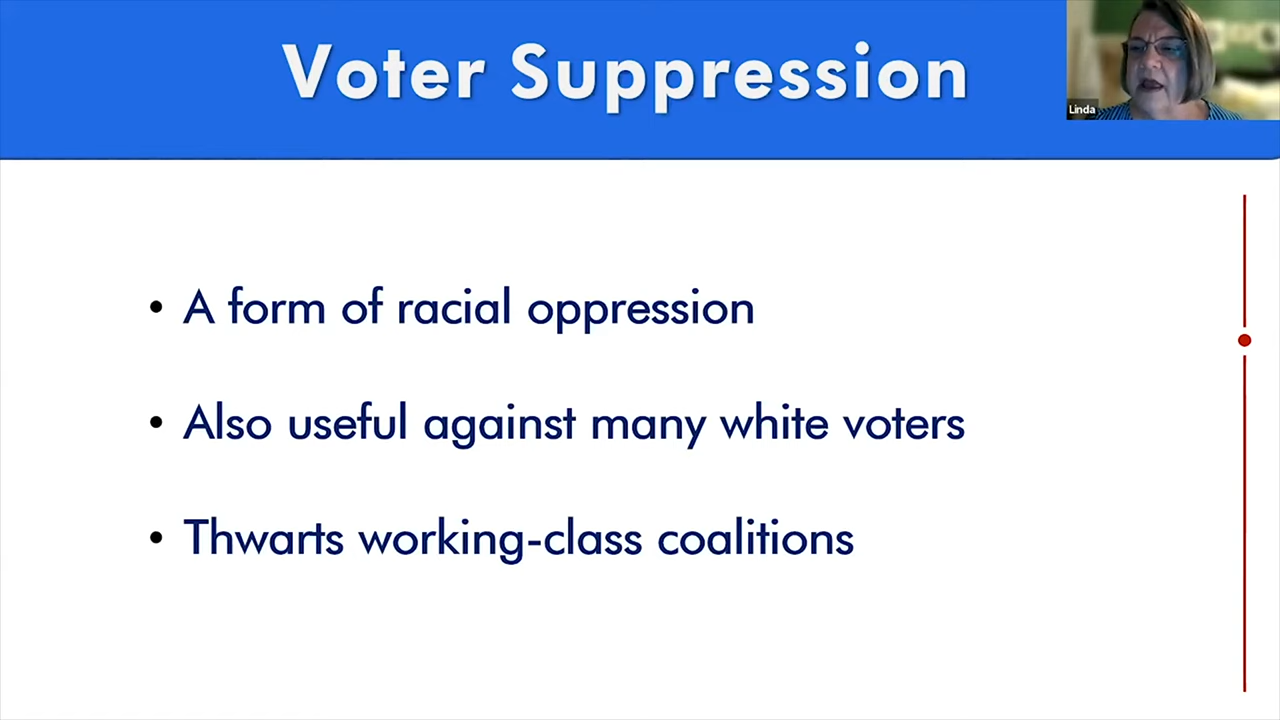 Voter Suppression
Linda
• A form of racial oppression
• Also useful against many white voters
• Thwarts working-class coalitions